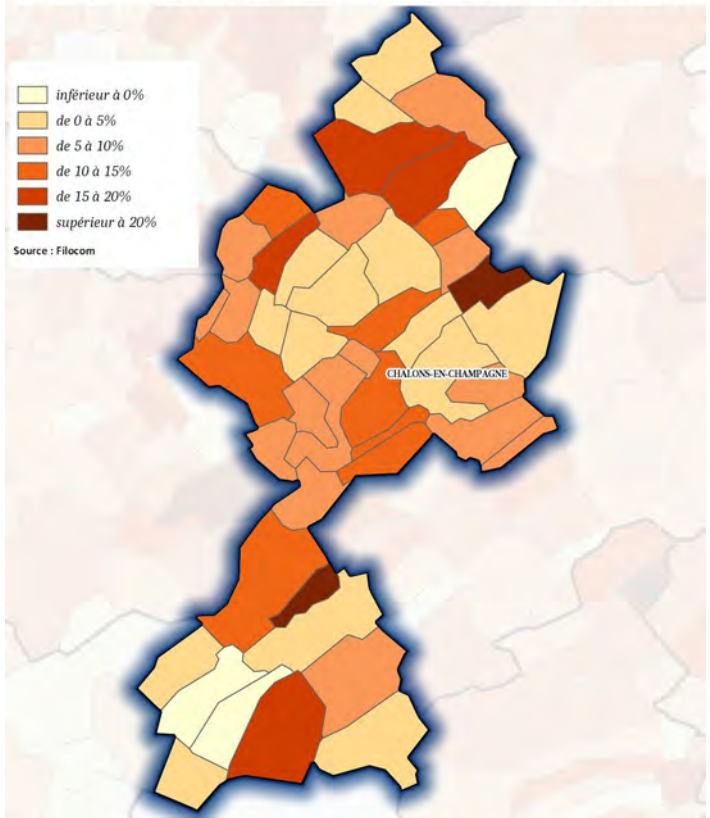 inférieur à 0%
de 0 à 5%
de 5 à 10%
de 10 à 15%
de 15 à 20%
supérieur à 20%
Source : Filocom
CHALONS-EN-CHAMPAGNE